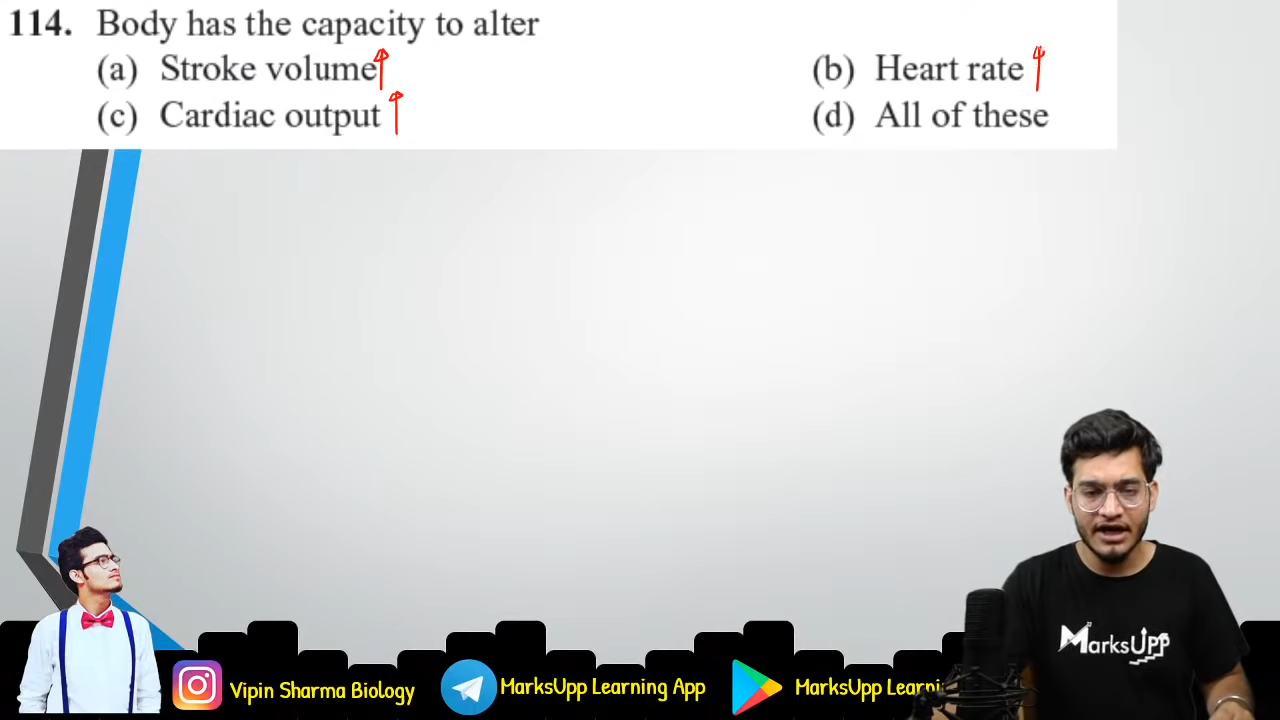 114. Body has the capacity to alter
(a) Stroke volume
(b) Heart rate
(c) Cardiac output
(d) All of these
MarksUpp
Vipin Sharma Biology
MarksUpp Learning App
MarksUpp Learni